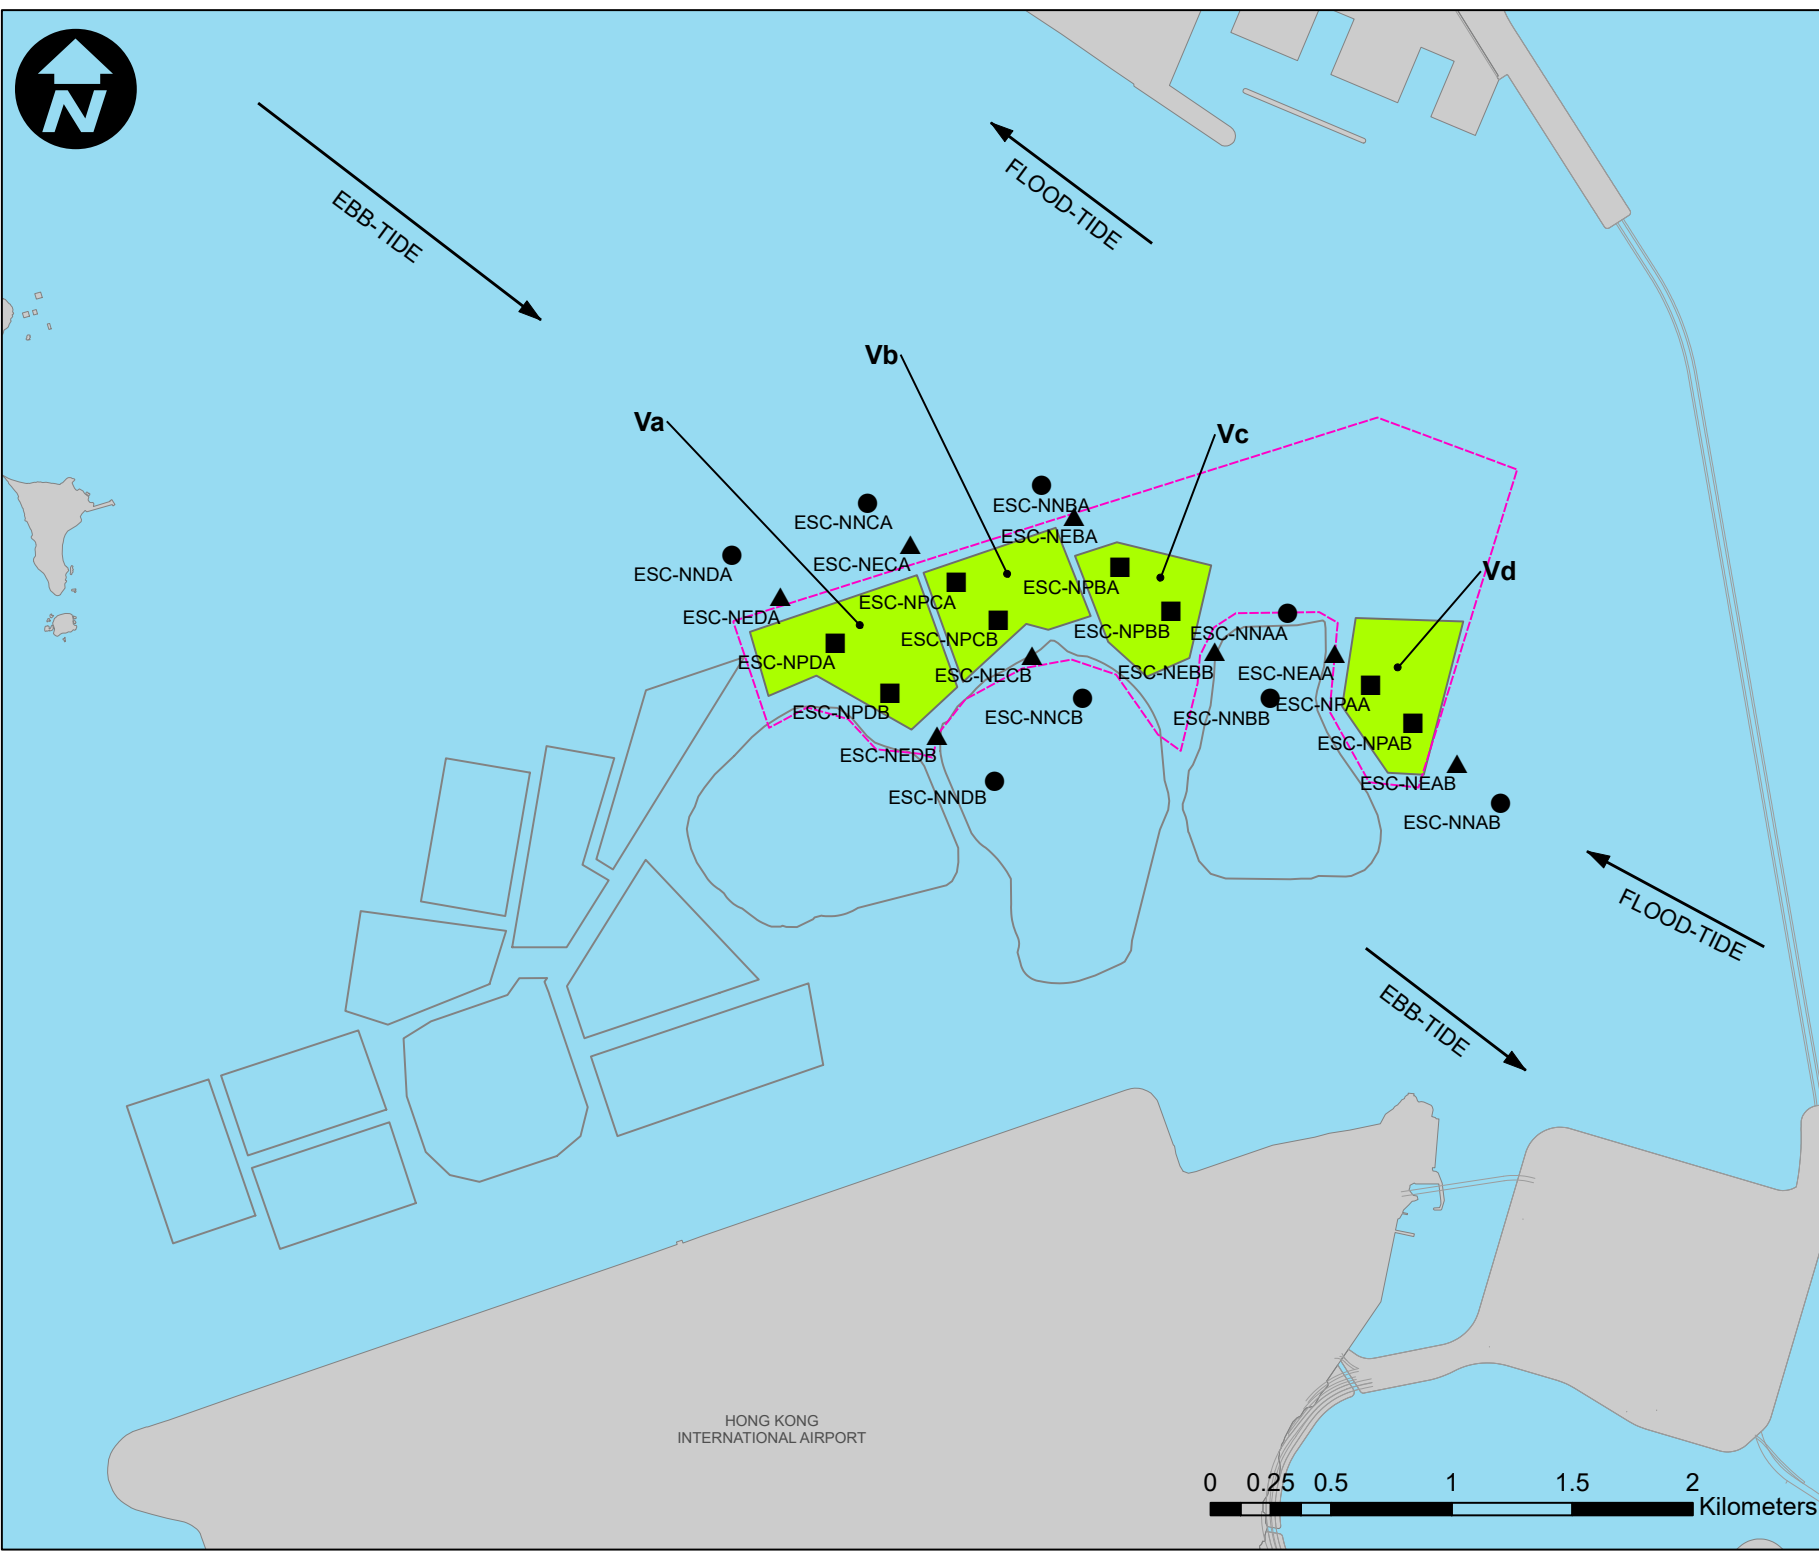 N
EBB-TIDE
FLOOD-TIDE
Vb
Va
Vc
ESC-NNBA
ESC-NNCA
ESC-NEBA
ESC-NECA
ESC-NNDA
Vd
ESC-NPBA
ESC-NPCA
ESC-NEDA
ESC-NPBB
ESC-NNAA
ESC-NPCB
ESC-NPDA
ESC-NECB
ESC-NEBB
ESC-NEAA
ESC-NPAA
ESC-NPDB
ESC-NNCB
ESC-NNBB
ESC-NPAB
ESC-NEDB
ESC-NEAB
ESC-NNDB
ESC-NNAB
FLOOD-TIDE
EBB-TIDE
HONG KONG
INTERNATIONAL AIRPORT
0 0.25 0.5 1 1.5 2
Kilometers